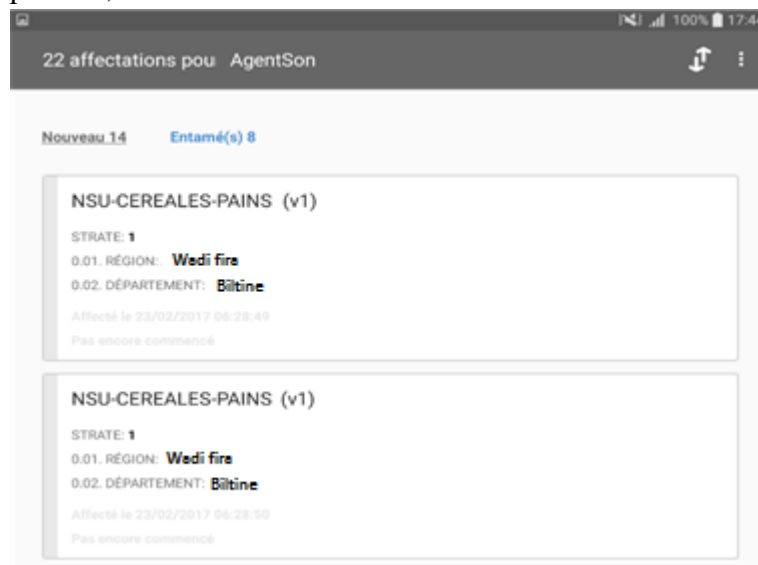 100% 17:4
22 affectations pou AgentSon
Nouveau 14 Entamé(s) 8
NSU-CEREALES-PAINS (v1)
STRATE: 1
0.01. RÉGION:. Wadi fira
0.02. DÉPARTEMENT: Biltine
Affecté le 23/02/2017 06:28:49
Pas encore commencé
NSU-CEREALES-PAINS (v1)
STRATE: 1
0.01. RÉGION: Wadi fira
0.02. DÉPARTEMENT: Biltine
Affecté le 23/02/2017 06:28:50
Pas encore commencé